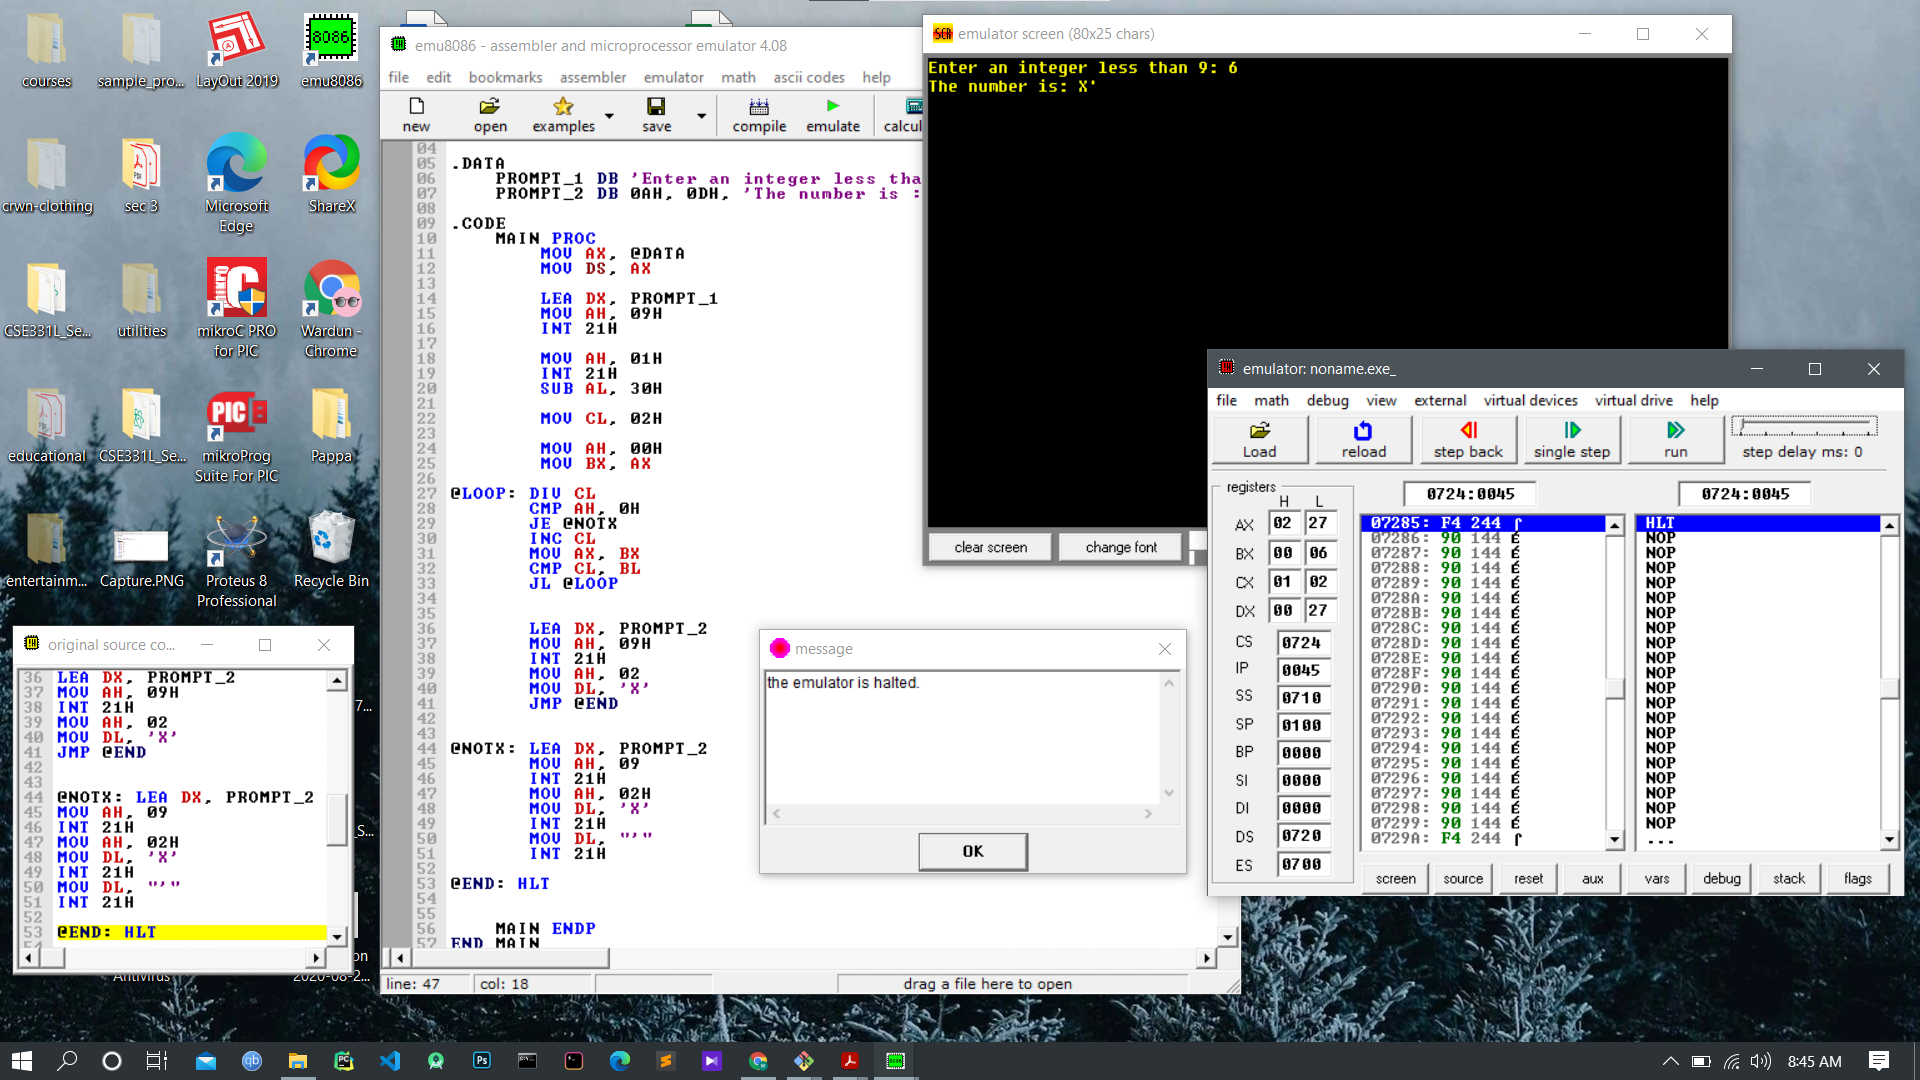 courses
sample_pro...
LayOut 2019
emu8086
crwn-clothing
sec 3
Microsoft
Edge
ShareX
CSE331L_Se...
utilities
mikroC PRO
for PIC
Wardun -
Chrome
educational
CSE331L_Se...
mikroProg
Suite For PIC
Pappa
entertainm...
Capture.PNG
Proteus 8
Professional
Recycle Bin
emu8086 - assembler and microprocessor emulator 4.08
file edit bookmarks assembler emulator math ascii codes help
new open examples save compile emulate calcul
04
05 .DATA
06 PROMPT_1 DB 'Enter an integer less tha
07 PROMPT_2 DB 0AH, 0DH, 'The number is :
08
09 .CODE
10 MAIN PROC
11 MOV AX, @DATA
12 MOV DS, AX
13
14 LEA DX, PROMPT_1
15 MOV AH, 09H
16 INT 21H
17
18 MOV AH, 01H
19 INT 21H
20 SUB AL, 30H
21
22 MOV CL, 02H
23
24 MOV AH, 00H
25 MOV BX, AX
26
27 @LOOP: DIV CL
28 CMP AH, 0H
29 JE @NOTX
30 INC CL
31 MOV AX, BX
32 CMP CL, BL
33 JL @LOOP
34
35
36 LEA DX, PROMPT_2
37 MOV AH, 09H
38 INT 21H
39 MOV AH, 02
40 MOV DL, 'X'
41 JMP @END
42
43
44 @NOTX: LEA DX, PROMPT_2
45 MOV AH, 09
46 INT 21H
47 MOV AH, 02H
48 MOV DL, 'X'
49 INT 21H
50 MOV DL, "'"
51 INT 21H
52
53 @END: HLT
54
55
56 MAIN ENDP
57 END MAIN
line: 47 col: 18 drag a file here to open
emulator screen (80x25 chars)
Enter an integer less than 9: 6
The number is: X'
clear screen change font
emulator: noname.exe_
file math debug view external virtual devices virtual drive help
Load reload step back single step run step delay ms: 0
registers
H L
AX 02 27
BX 00 06
CX 01 02
DX 00 27
CS 0724
IP 0045
SS 0710
SP 0100
BP 0000
SI 0000
DI 0000
DS 0720
ES 0700
0724:0045 0724:0045
07285: F4 244 ⌠ HLT
07286: 90 144 É NOP
07287: 90 144 É NOP
07288: 90 144 É NOP
07289: 90 144 É NOP
0728A: 90 144 É NOP
0728B: 90 144 É NOP
0728C: 90 144 É NOP
0728D: 90 144 É NOP
0728E: 90 144 É NOP
0728F: 90 144 É NOP
07290: 90 144 É NOP
07291: 90 144 É NOP
07292: 90 144 É NOP
07293: 90 144 É NOP
07294: 90 144 É NOP
07295: 90 144 É NOP
07296: 90 144 É NOP
07297: 90 144 É NOP
07298: 90 144 É NOP
07299: 90 144 É NOP
0729A: F4 244 ⌠ ...
screen source reset aux vars debug stack flags
message
the emulator is halted.
OK
original source co...
36 LEA DX, PROMPT_2
37 MOV AH, 09H
38 INT 21H
39 MOV AH, 02
40 MOV DL, 'X'
41 JMP @END
42
43
44 @NOTX: LEA DX, PROMPT_2
45 MOV AH, 09
46 INT 21H
47 MOV AH, 02H
48 MOV DL, 'X'
49 INT 21H
50 MOV DL, "'"
51 INT 21H
52
53 @END: HLT
7...
_S...
on
Antivirus
2020-08-2...
8:45 AM